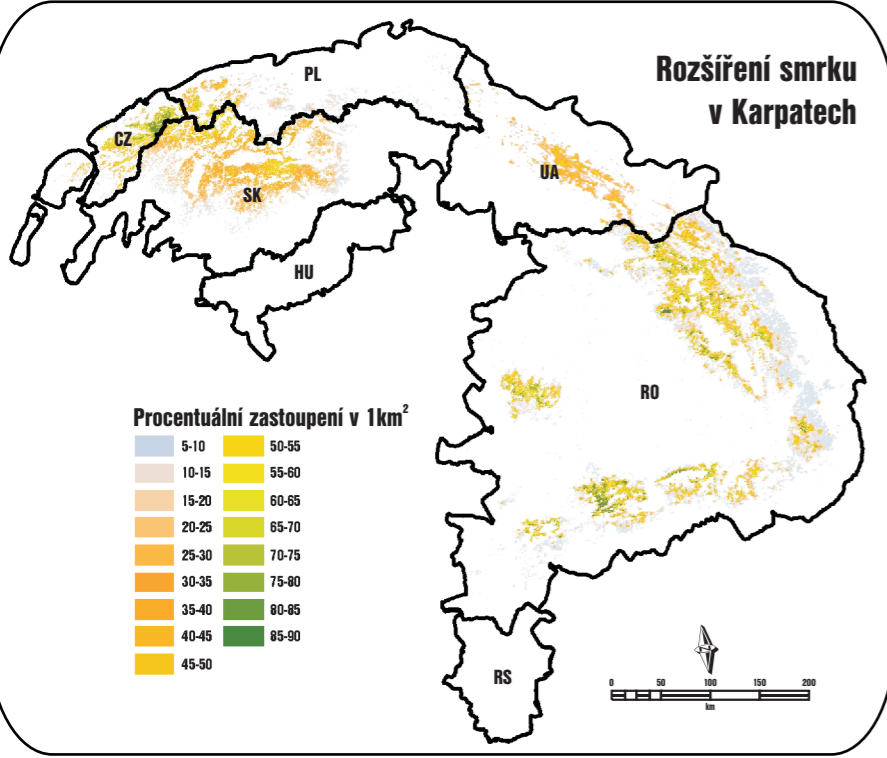 Rozšíření smrku
v Karpatech
PL
CZ
SK
UA
HU
RO
RS
Procentuální zastoupení v 1km²
5-10
10-15
15-20
20-25
25-30
30-35
35-40
40-45
45-50
50-55
55-60
60-65
65-70
70-75
75-80
80-85
85-90
0 50 100 150 200
km